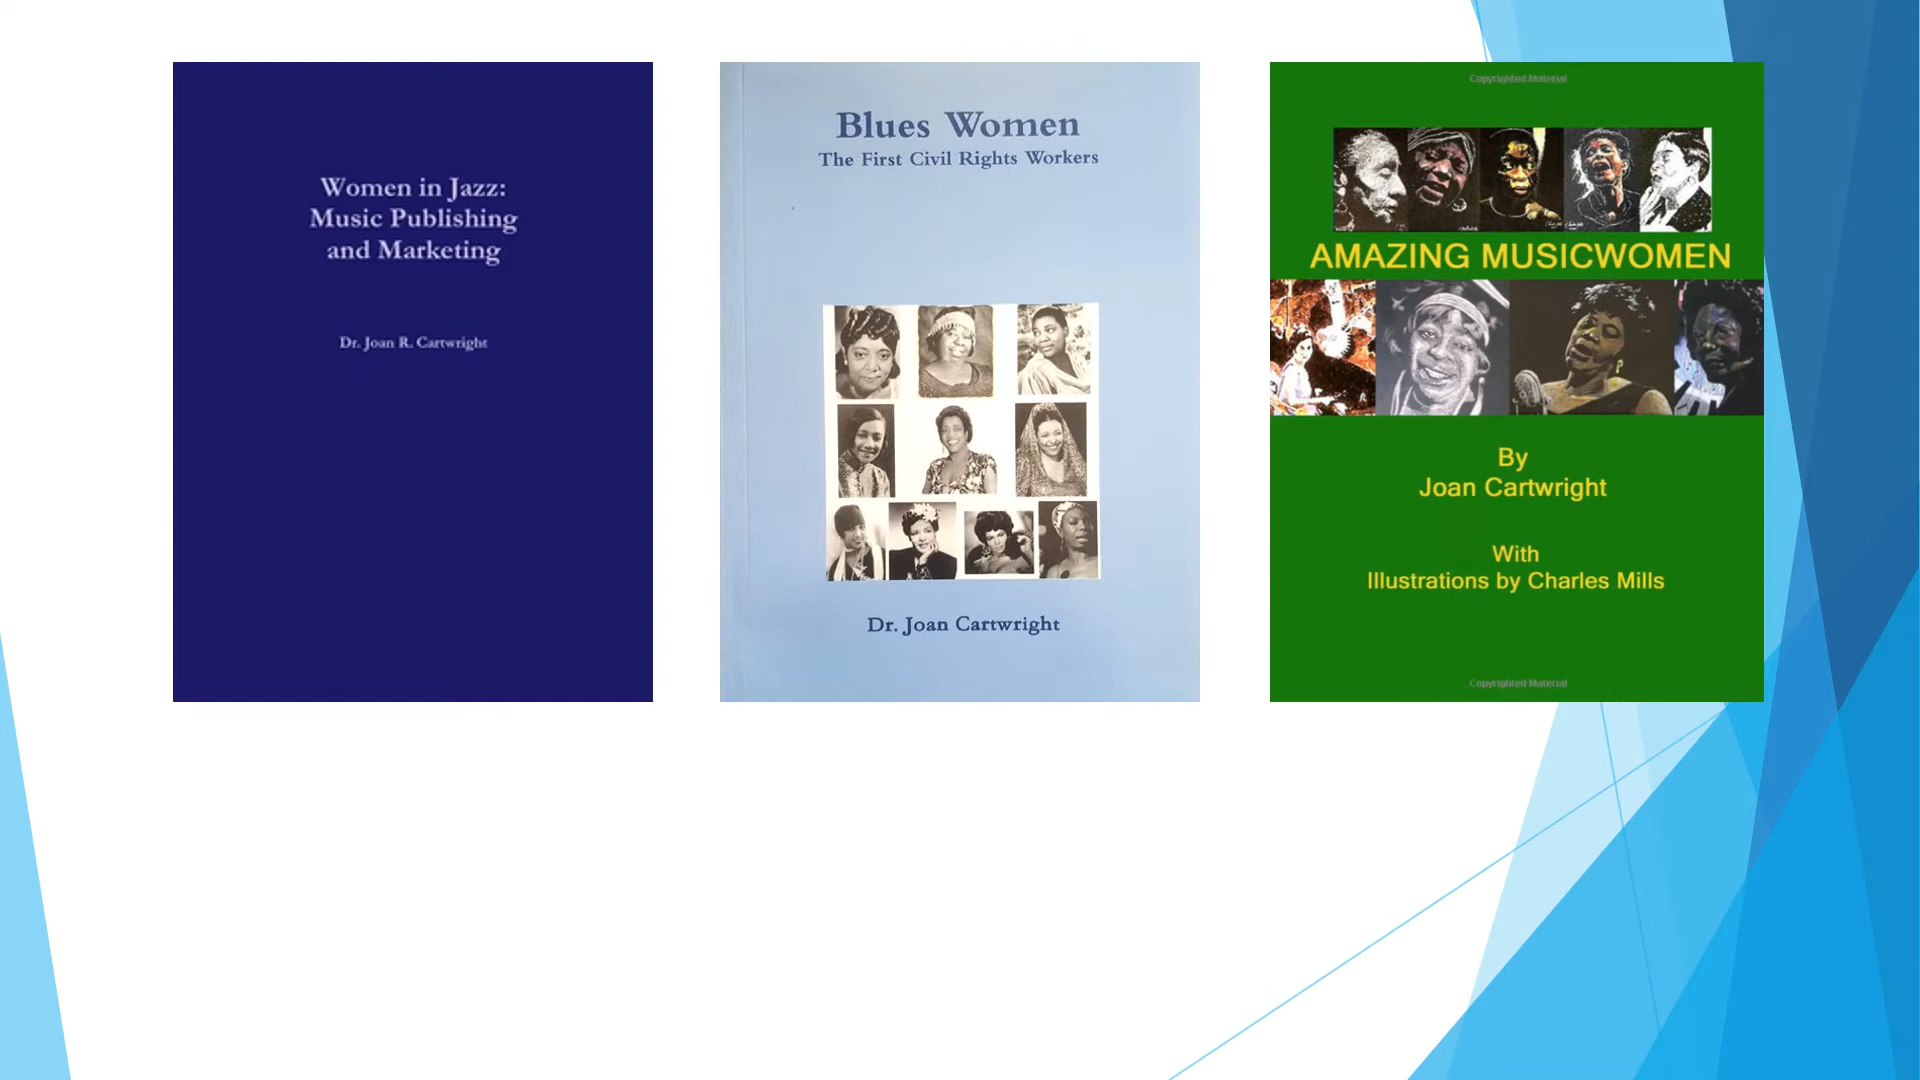 Women in Jazz:
Music Publishing
and Marketing
Dr. Joan R. Cartwright
Blues Women
The First Civil Rights Workers
Dr. Joan Cartwright
Copyrighted Material
AMAZING MUSICWOMEN
By
Joan Cartwright
With
Illustrations by Charles Mills
Copyrighted Material